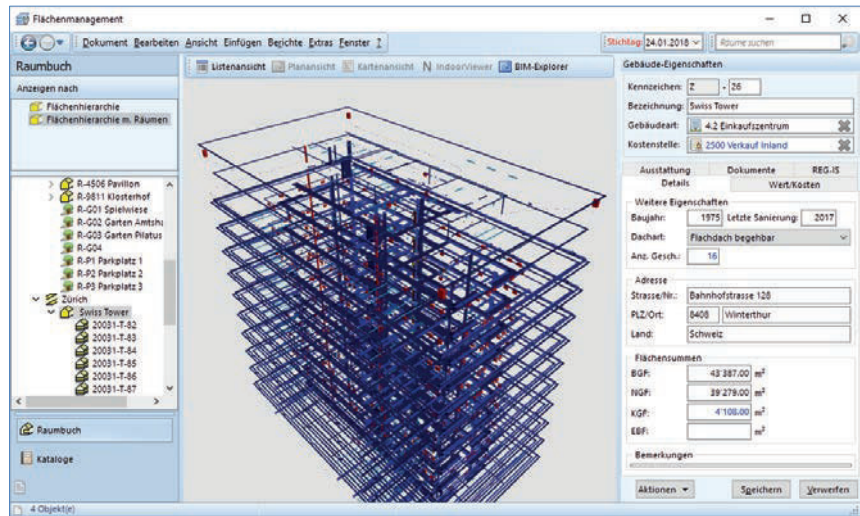 Flächenmanagement
Dokument Bearbeiten Ansicht Einfügen Berichte Extras Fenster ?
Stichtag: 24.01.2018
Räume suchen
Raumbuch
Listenansicht Planansicht Kartenansicht IndoorViewer BIM-Explorer
Anzeigen nach
Flächenhierarchie
Flächenhierarchie m. Räumen
R-4506 Pavillon
R-9811 Klosterhof
R-G01 Spielwiese
R-G02 Garten Amtsha
R-G03 Garten Pilatus
R-G04
R-P1 Parkplatz 1
R-P2 Parkplatz 2
R-P3 Parkplatz 3
Zürich
Swiss Tower
20031-T-82
20031-T-83
20031-T-84
20031-T-85
20031-T-86
20031-T-87
Raumbuch
Kataloge
4 Objekt(e)
Gebäude-Eigenschaften
Kennzeichen: Z - 26
Bezeichnung: Swiss Tower
Gebäudeart: 4.2 Einkaufszentrum
Kostenstelle: 2500 Verkauf Inland
Ausstattung Dokumente REG-IS
Details Wert/Kosten
Weitere Eigenschaften
Baujahr: 1975 Letzte Sanierung: 2017
Dachart: Flachdach begehbar
Anz. Gesch.: 16
Adresse
Strasse/Nr.: Bahnhofstrasse 128
PLZ/Ort: 8408 Winterthur
Land: Schweiz
Flächensummen
BGF: 43'387.00 m²
NGF: 39'279.00 m²
KGF: 4'108.00 m²
EBF: m²
Bemerkungen
Aktionen Speichern Verwerfen